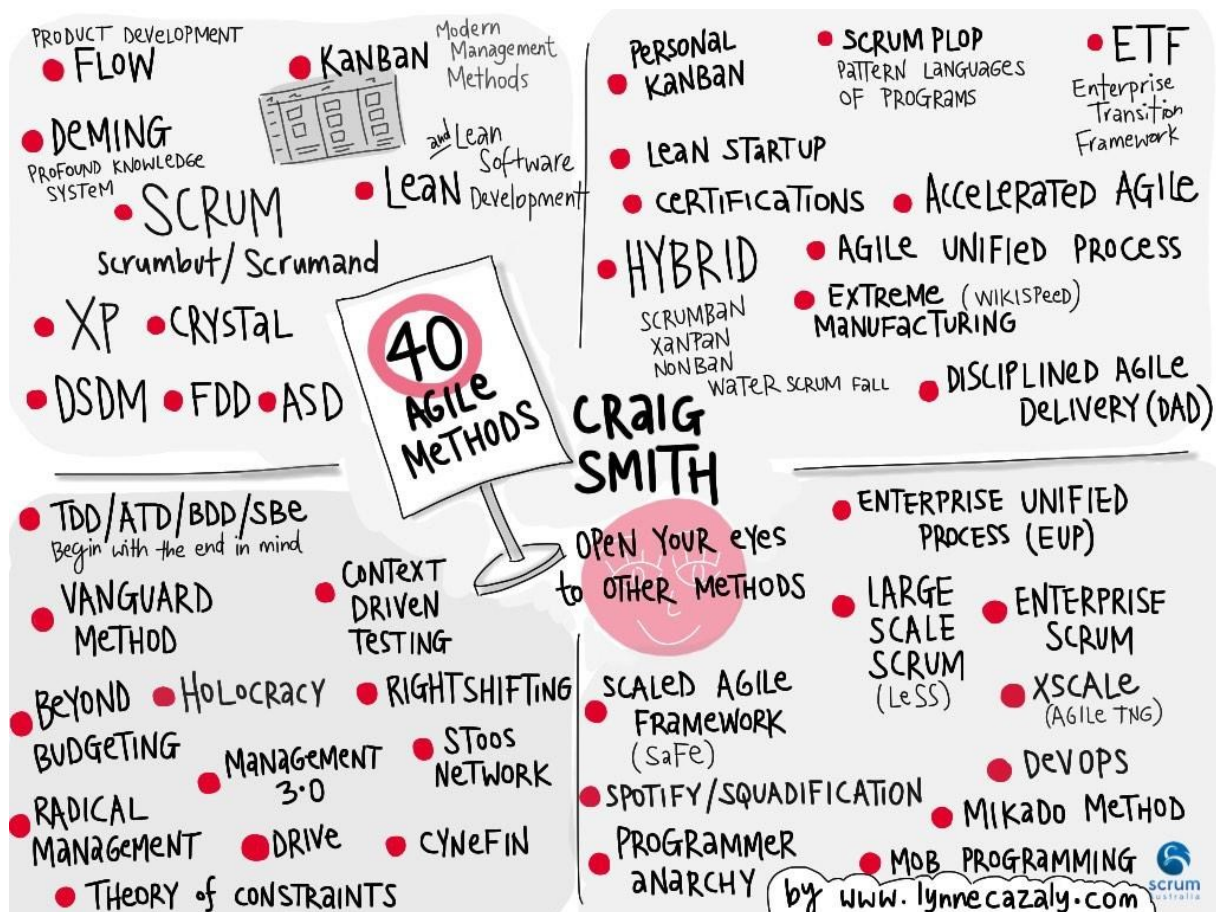 PRODUCT DEVELOPMENT
FLOW
KANBAN
Modern
Management
Methods
DEMING
PROFOUND KNOWLEDGE
SYSTEM
LEAN
and Lean
Software
Development
SCRUM
Scrumbut/Scrumand
XP
CRYSTAL
DSDM
FDD
ASD
40
AGILE
METHODS
CRAIG
SMITH
OPEN YOUR eyes
to OTHER METHODS
PERSONAL
KANBAN
SCRUM PLOP
PATTERN LANGUAGES
OF PROGRAMS
ETF
Enterprise
Transition
Framework
LEAN STARTUP
CERTIFICATIONS
ACCELERATED AGILE
HYBRID
SCRUMBAN
XANPAN
NONBAN
WATER SCRUM FALL
AGILE UNIFIED PROCESS
EXTREME (WIKISPEED)
MANUFACTURING
DISCIPLINED AGILE
DELIVERY (DAD)
TDD/ATD/BDD/SBE
Begin with the end in mind
VANGUARD
METHOD
CONTEXT
DRIVEN
TESTING
BEYOND
BUDGETING
HOLOCRACY
RIGHTSHIFTING
MANAGEMENT
3.0
STOOS
NETWORK
RADICAL
MANAGEMENT
DRIVE
CYNEFIN
THEORY of CONSTRAINTS
ENTERPRISE UNIFIED
PROCESS (EUP)
LARGE
SCALE
SCRUM
(LeSS)
ENTERPRISE
SCRUM
SCALED AGILE
FRAMEWORK
(SaFe)
XSCALE
(AGILE TNG)
DEVOPS
SPOTIFY/SQUADIFICATION
MIKADO METHOD
PROGRAMMER
ANARCHY
MOB PROGRAMMING
by www.lynnecazaly.com
scrum
australia